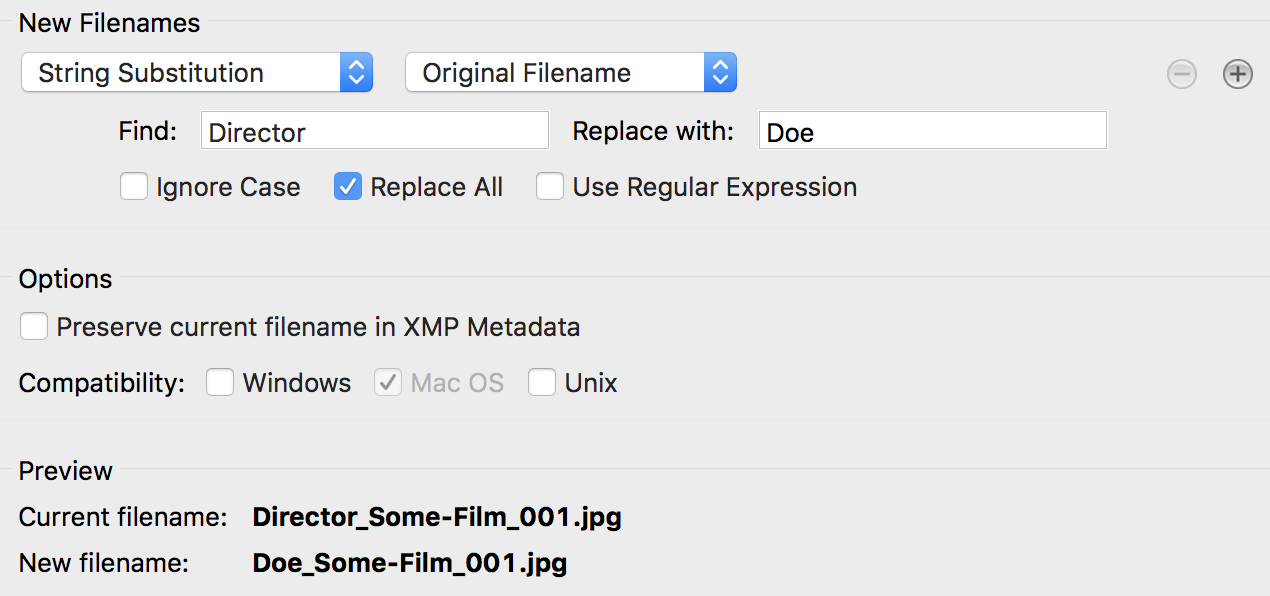 New Filenames
String Substitution Original Filename
Find: Director Replace with: Doe
Ignore Case Replace All Use Regular Expression
Options
Preserve current filename in XMP Metadata
Compatibility: Windows Mac OS Unix
Preview
Current filename: Director_Some-Film_001.jpg
New filename: Doe_Some-Film_001.jpg